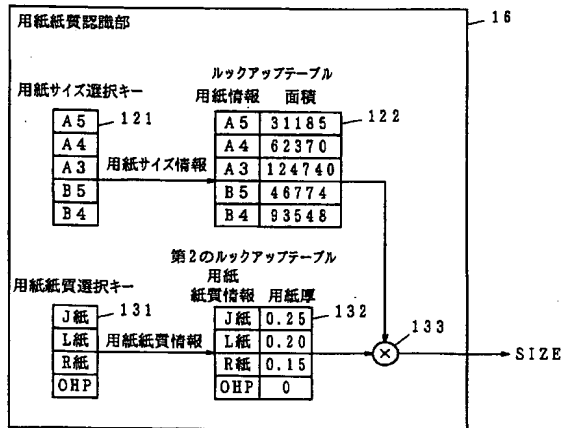 用紙紙質認識部
16
ルックアップテーブル
用紙サイズ選択キー
用紙情報 面積
A5
A4
A3
B5
B4
121
用紙サイズ情報
A5 31185
A4 62370
A3 124740
B5 46774
B4 93548
122
第2のルックアップテーブル
用紙紙質選択キー
用紙
紙質情報 用紙厚
J紙
L紙
R紙
OHP
131
用紙紙質情報
J紙 0.25
L紙 0.20
R紙 0.15
OHP 0
132
133
×
SIZE